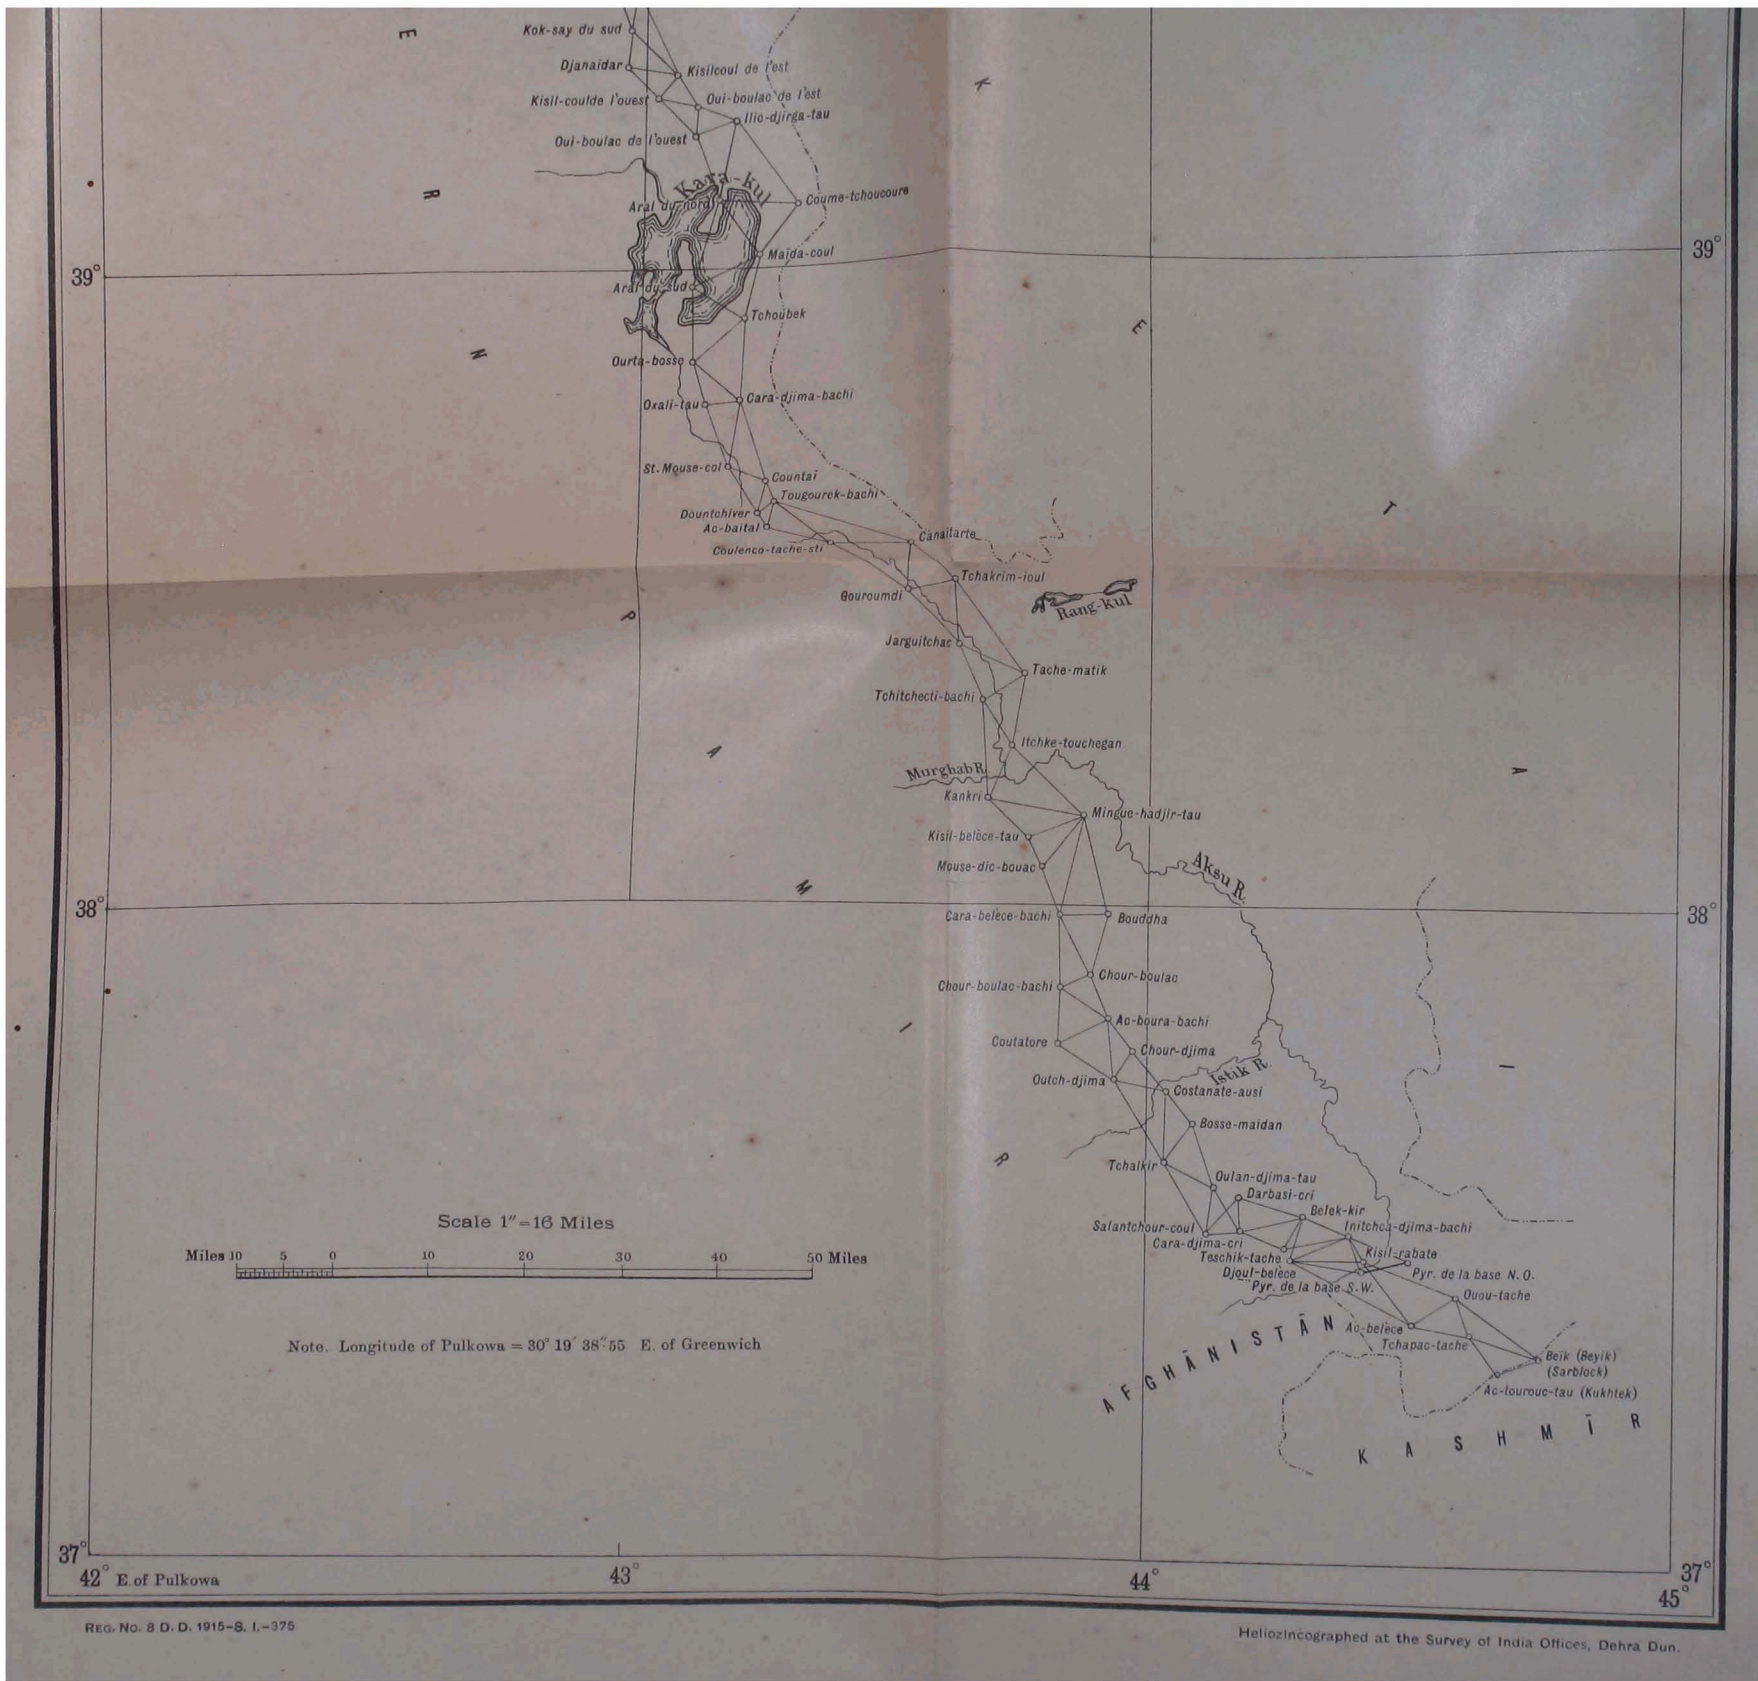 Kok-say du sud
E
Djanaïdar
Kisilcoul de l'est
K
Kisil-coulde l'ouest
Oui-boulac de l'est
Ilio-djirga-tau
Oui-boulac de l'ouest
Kara-kul
R
Coume-tchoucoure
Aral du nord
Maïda-coul
39°
39°
Aral du sud
Tchoubek
E
N
Ourta-bosse
Oxali-tau
Cara-djima-bachi
St. Mouse-col
Countaï
Tougourek-bachi
T
Dountchiver
Ac-baital
Canaïtarte
Coulenco-tache-sti
Tchakrim-ioul
Gouroumdi
Rang-kul
P
Jarguitchac
Tache-matik
Tchitchecti-bachi
A
Itchke-touchegan
Murghab R.
A
Kankri
Mingue-hadjir-tau
Kisil-belèce-tau
Mouse-dic-bouac
Aksu R.
M
38°
38°
Cara-belèce-bachi
Bouddha
Chour-boulac
Chour-boulac-bachi
I
Ac-boura-bachi
Coutatore
Chour-djima
I
Outch-djima
Istik R.
Costanate-ausi
Bosse-maïdan
R
Tchalkir
Oulan-djima-tau
Darbasi-cri
Belek-kir
Scale 1"=16 Miles
Salantchour-coul
Initchca-djima-bachi
Cara-djima-cri
Miles 10 5 0 10 20 30 40 50 Miles
Teschik-tache
Kisil-rabate
Djoul-belèce
Pyr. de la base N.O.
Pyr. de la base S.W.
Ouou-tache
Note. Longitude of Pulkowa = 30° 19′ 38″·55 E. of Greenwich
AFGHĀNISTĀN
Ac-belèce
Tchapac-tache
Beïk (Beyik)
(Sarblock)
Ac-tourouc-tau (Kukhtek)
KASHMĪR
37°
37°
42° E. of Pulkowa
43°
44°
45°
REG. No. 8 D. D. 1915-S. I.-375
Heliozincographed at the Survey of India Offices, Dehra Dun.